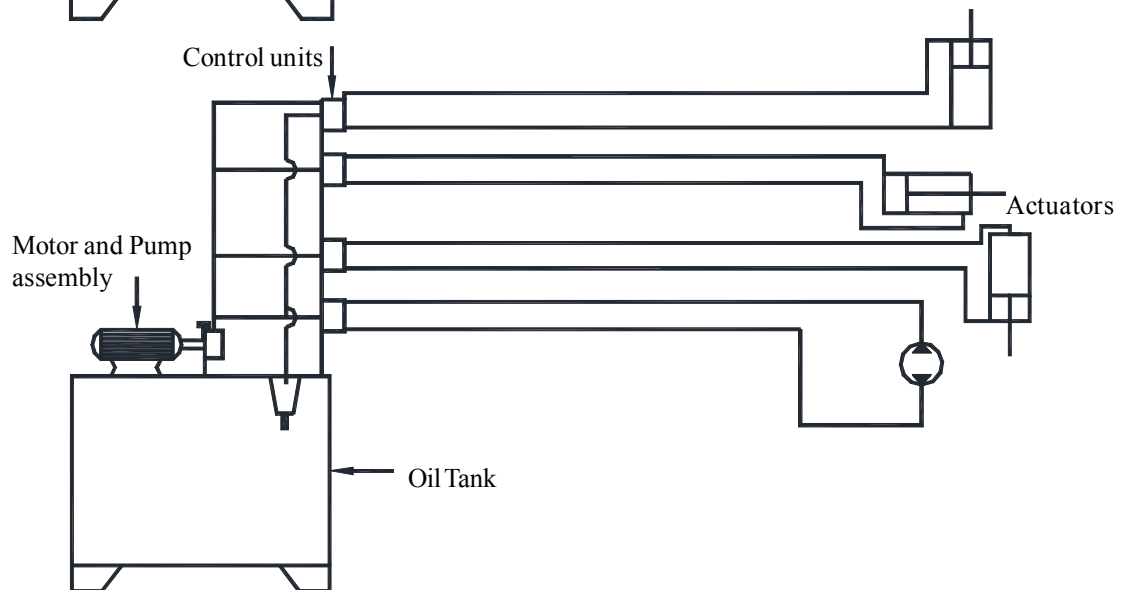 Control units
Actuators
Motor and Pump
assembly
Oil Tank